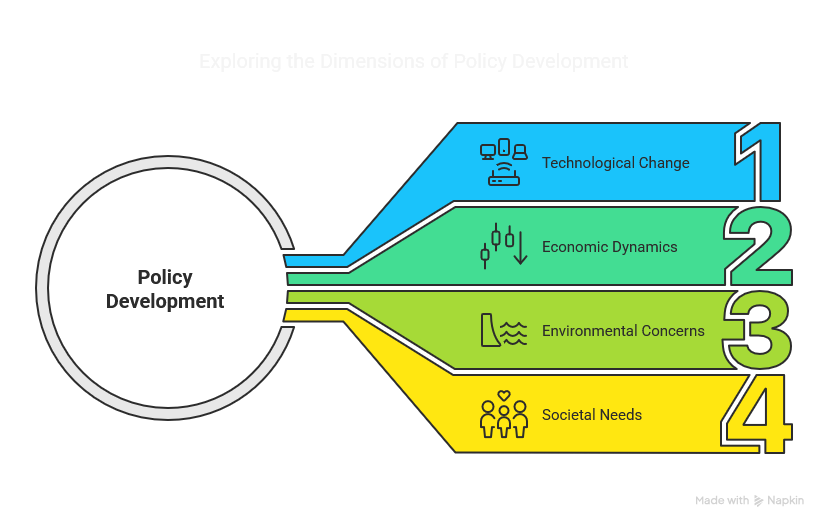 Exploring the Dimensions of Policy Development
Policy
Development
Technological Change
1
Economic Dynamics
2
Environmental Concerns
3
Societal Needs
4
Made with Napkin